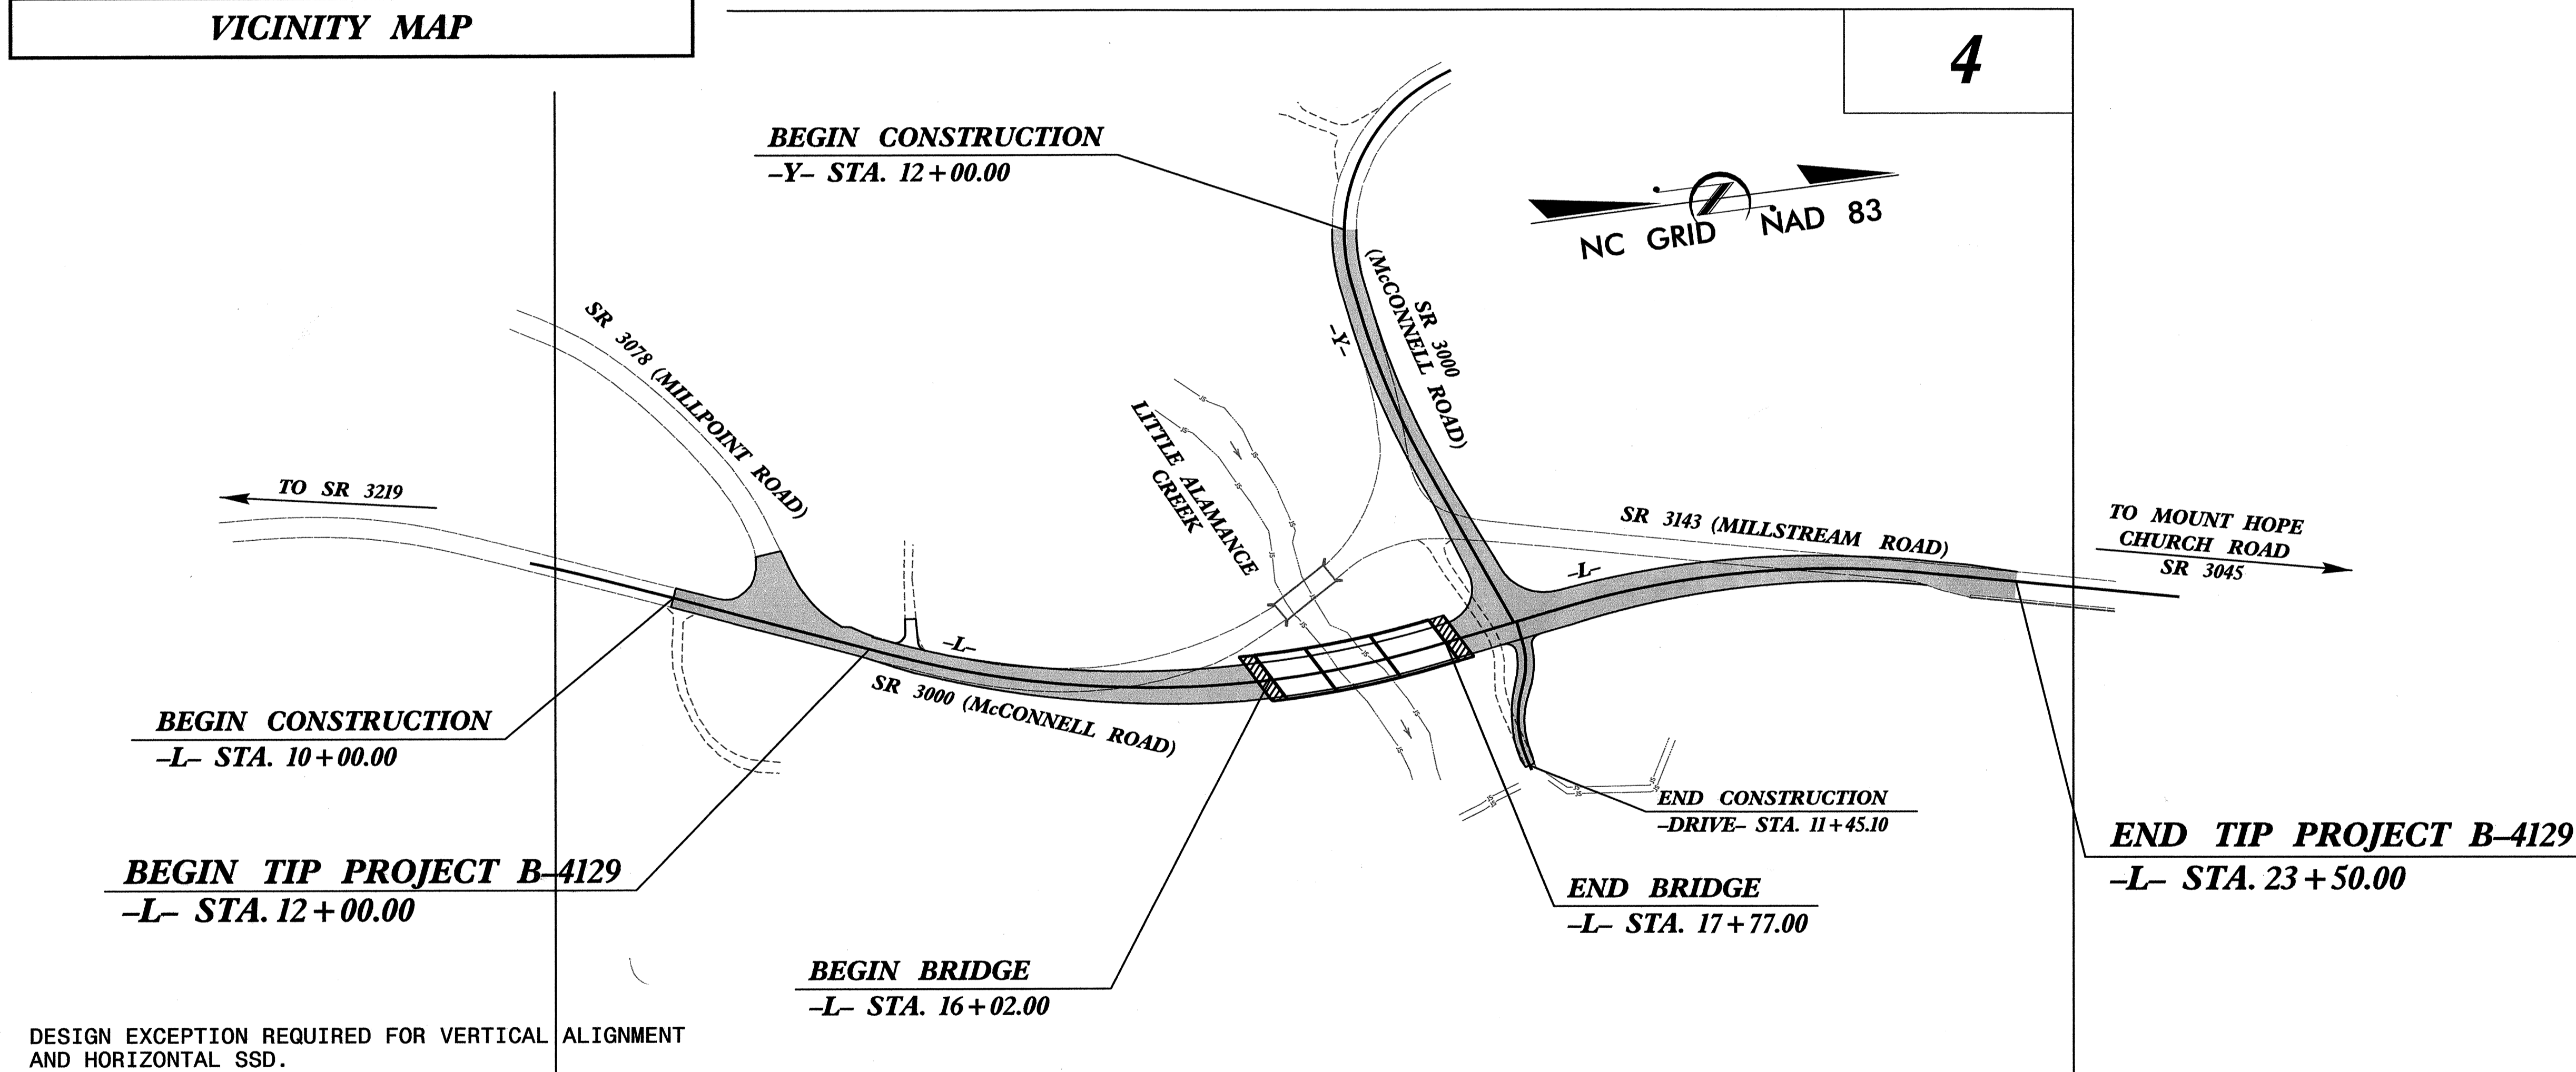 VICINITY MAP
4
BEGIN CONSTRUCTION
-Y- STA. 12+00.00
NC GRID NAD 83
SR 3000
(McCONNELL ROAD)
-Y-
SR 3078 (MILLPOINT ROAD)
LITTLE ALAMANCE
CREEK
TO SR 3219
SR 3143 (MILLSTREAM ROAD)
TO MOUNT HOPE
CHURCH ROAD
SR 3045
-L-
-L-
SR 3000 (McCONNELL ROAD)
BEGIN CONSTRUCTION
-L- STA. 10+00.00
END CONSTRUCTION
-DRIVE- STA. 11+45.10
BEGIN TIP PROJECT B-4129
-L- STA. 12+00.00
END TIP PROJECT B-4129
-L- STA. 23+50.00
END BRIDGE
-L- STA. 17+77.00
BEGIN BRIDGE
-L- STA. 16+02.00
DESIGN EXCEPTION REQUIRED FOR VERTICAL ALIGNMENT
AND HORIZONTAL SSD.